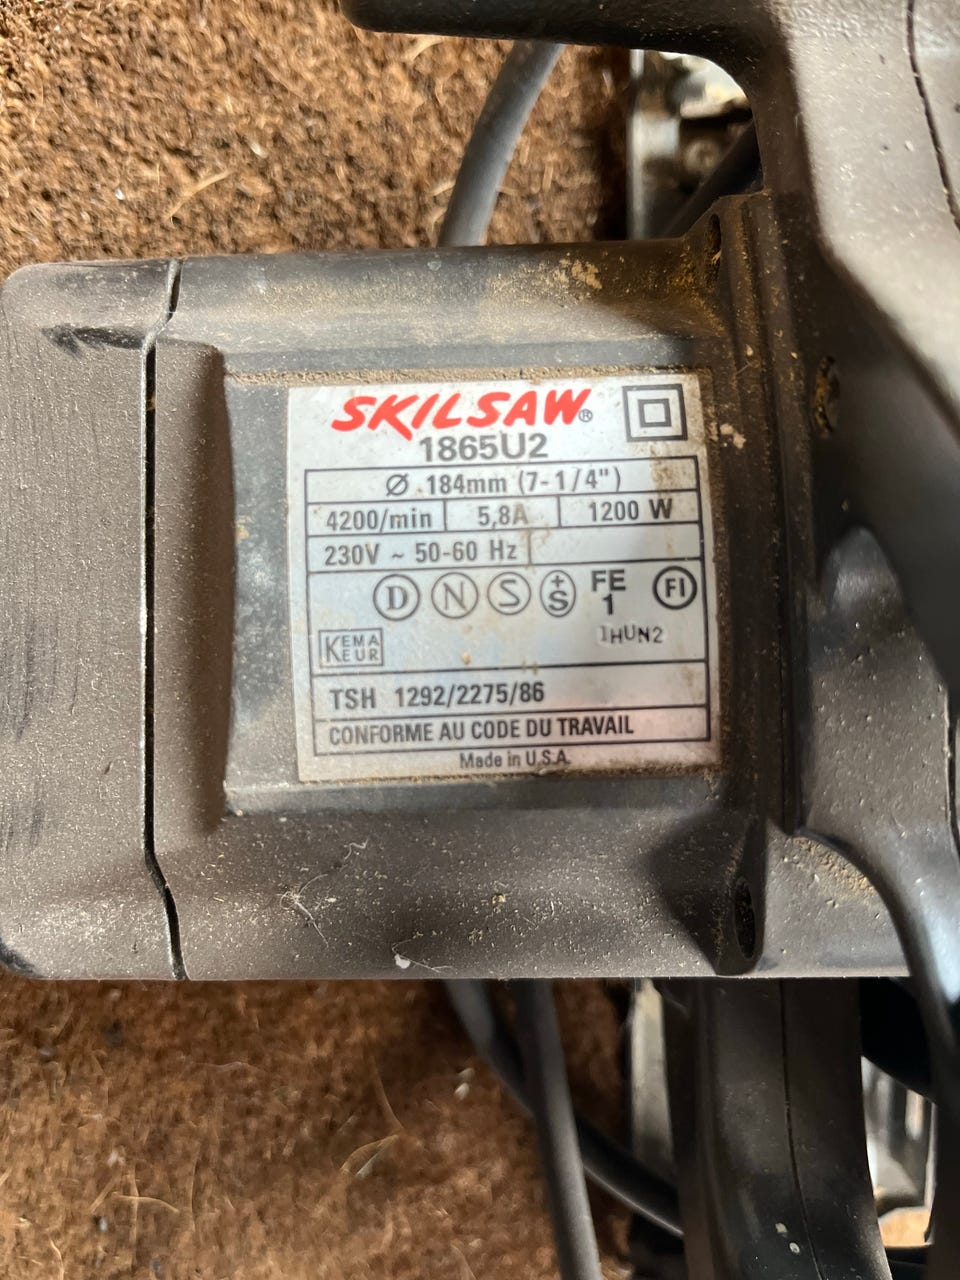 SKILSAW®
1865U2
Ø 184mm (7-1/4")
4200/min 5,8A 1200 W
230V ~ 50-60 Hz
D N S +S FE 1 FI
KEMA KEUR 1HUN2
TSH 1292/2275/86
CONFORME AU CODE DU TRAVAIL
Made in U.S.A.